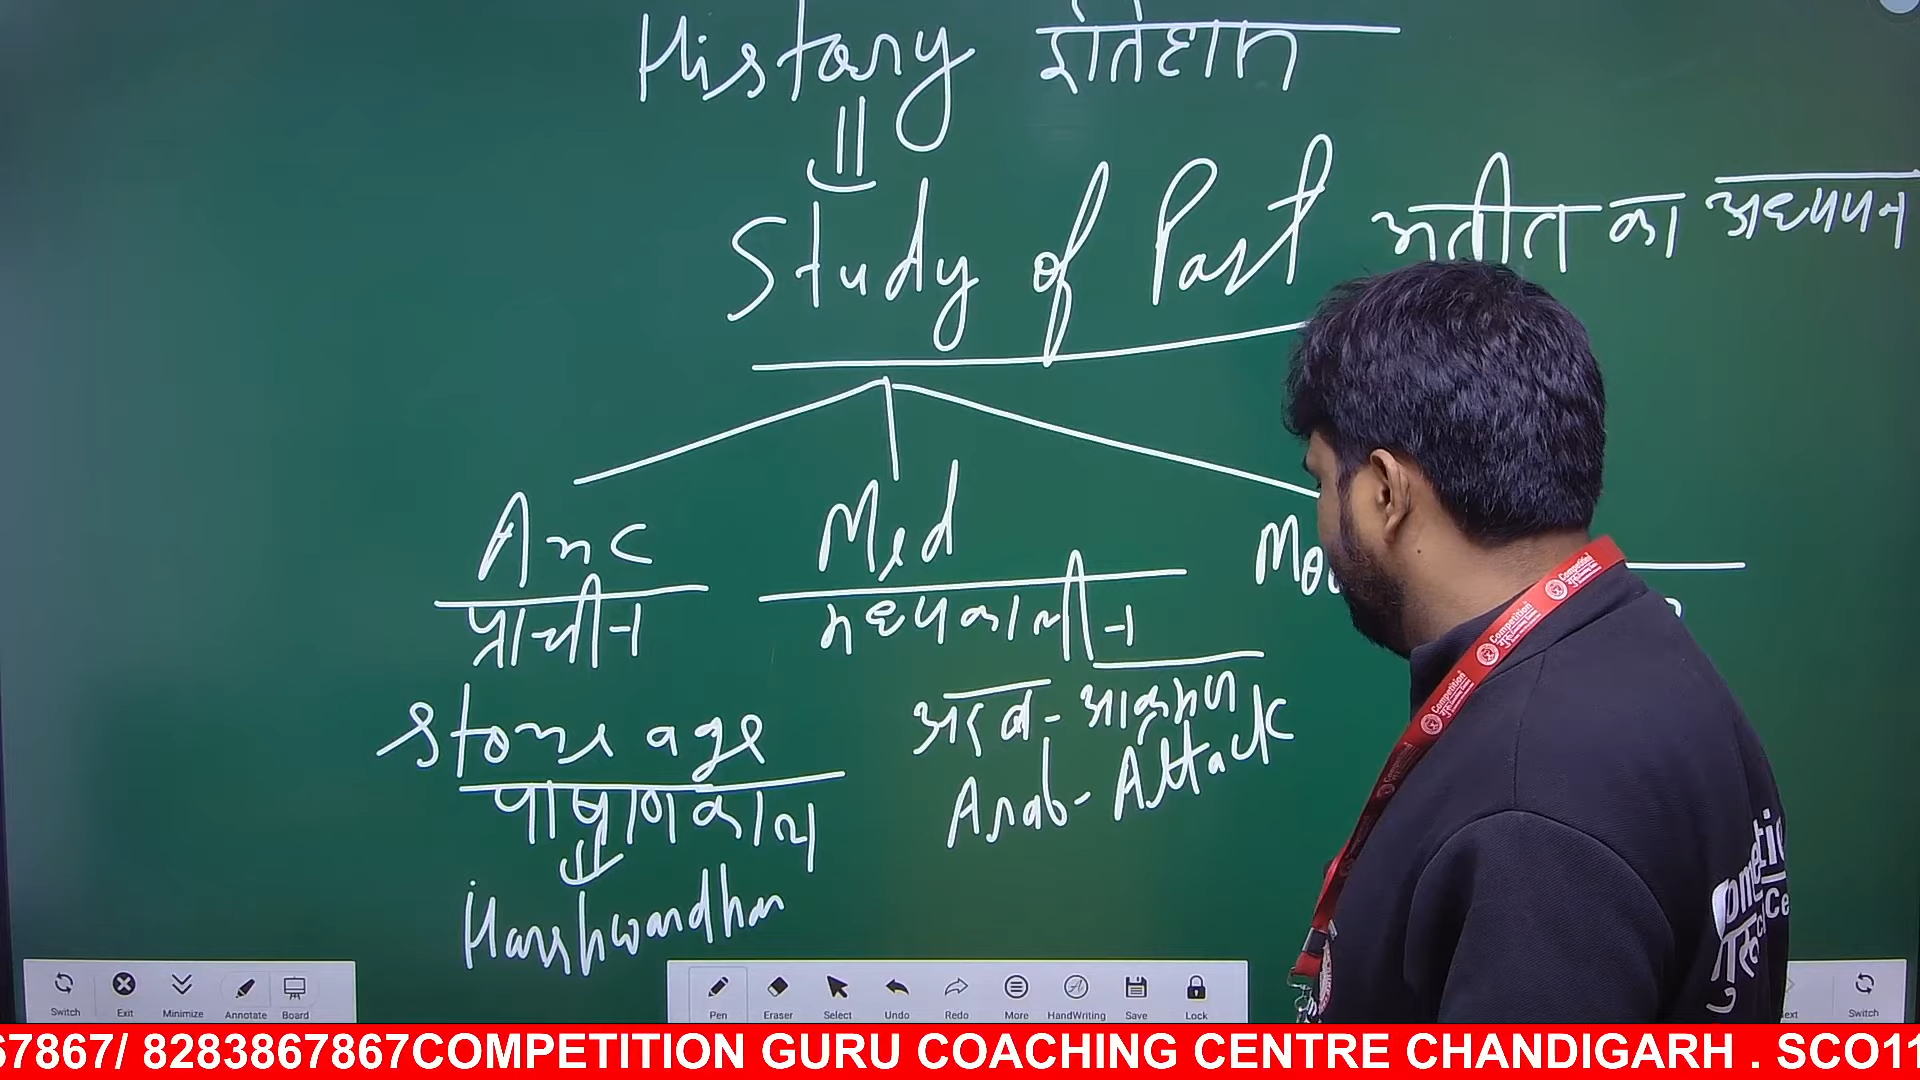 History इतिहास
Study of Past अतीत का अध्ययन
Anc Med
प्राचीन मध्यकालीन
Stone age अरब - आक्रमण
पाषाणकाल Arab - Attack
Harshwardhan
Switch Exit Minimize Annotate Board Pen Eraser Select Undo Redo More HandWriting Save Lock Switch
67867/ 8283867867COMPETITION GURU COACHING CENTRE CHANDIGARH . SCO11